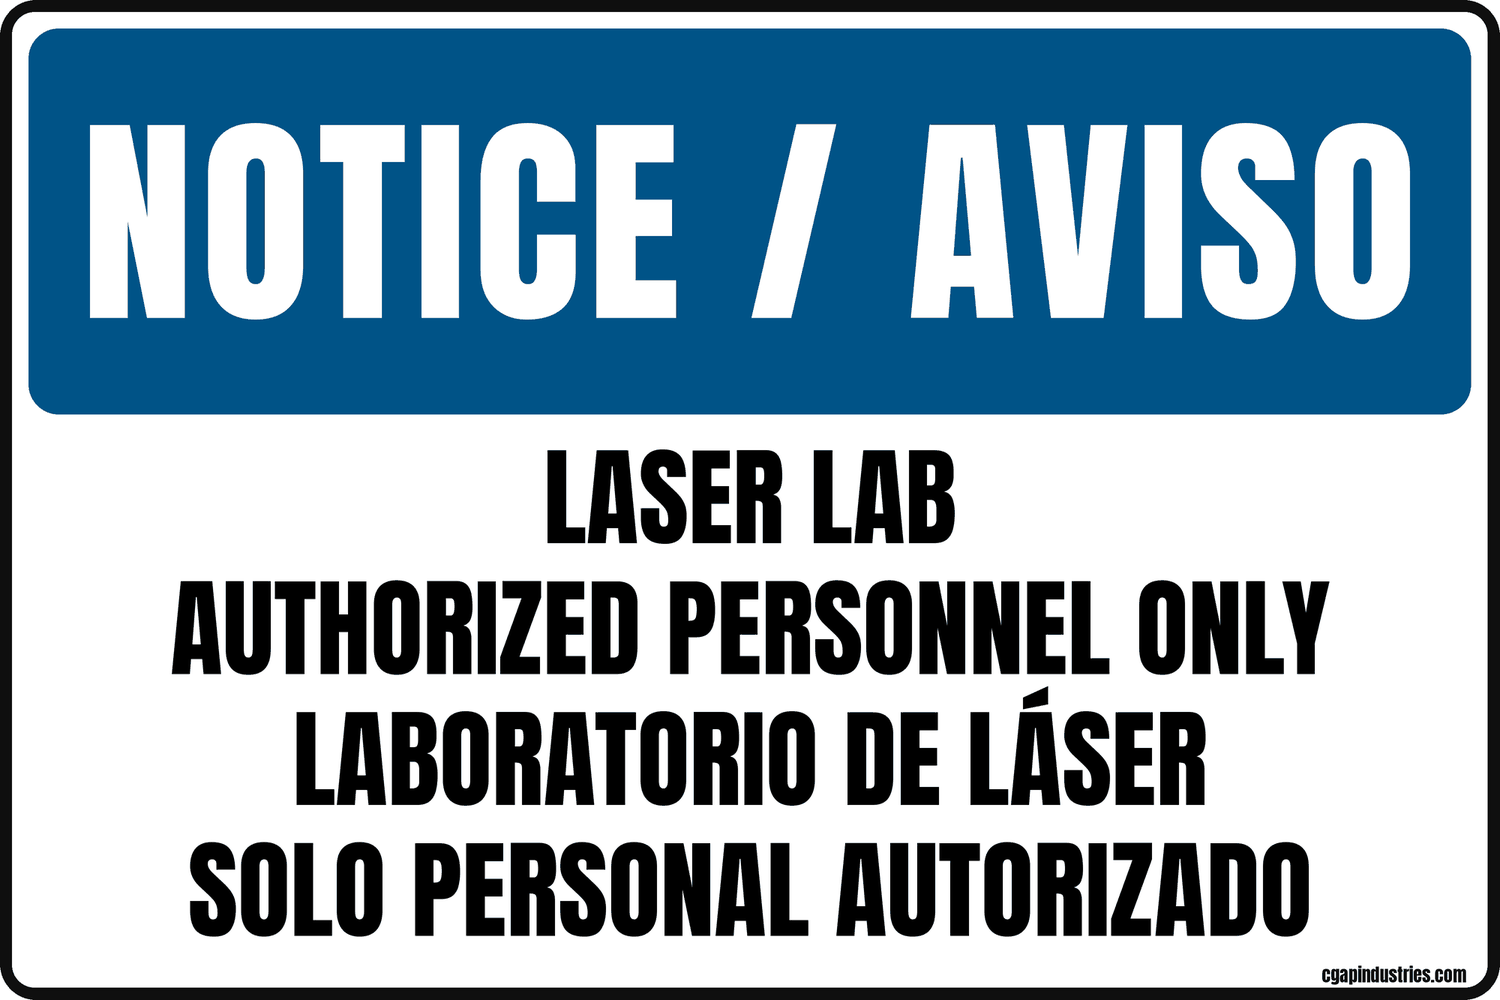 NOTICE / AVISO
LASER LAB
AUTHORIZED PERSONNEL ONLY
LABORATORIO DE LÁSER
SOLO PERSONAL AUTORIZADO
cgapindustries.com